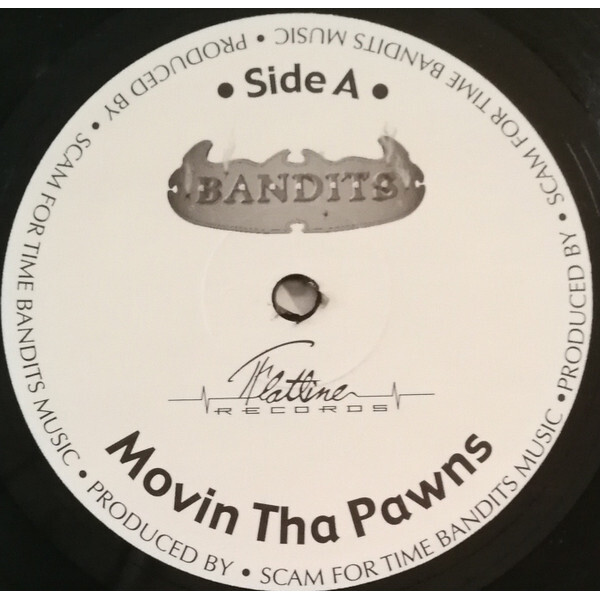 • Side A •
BANDITS
Flatline
RECORDS
Movin Tha Pawns
PRODUCED BY • SCAM FOR TIME BANDITS MUSIC • PRODUCED BY • SCAM FOR TIME BANDITS MUSIC • PRODUCED BY • SCAM FOR TIME BANDITS MUSIC •